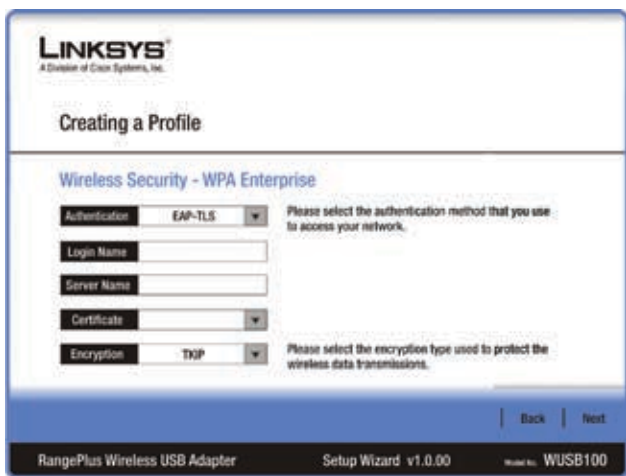 LINKSYS®
A Division of Cisco Systems, Inc.
Creating a Profile
Wireless Security - WPA Enterprise
Authentication EAP-TLS
Please select the authentication method that you use
to access your network.
Login Name
Server Name
Certificate
Encryption TKIP
Please select the encryption type used to protect the
wireless data transmissions.
Back Next
RangePlus Wireless USB Adapter Setup Wizard v1.0.00 Model No. WUSB100